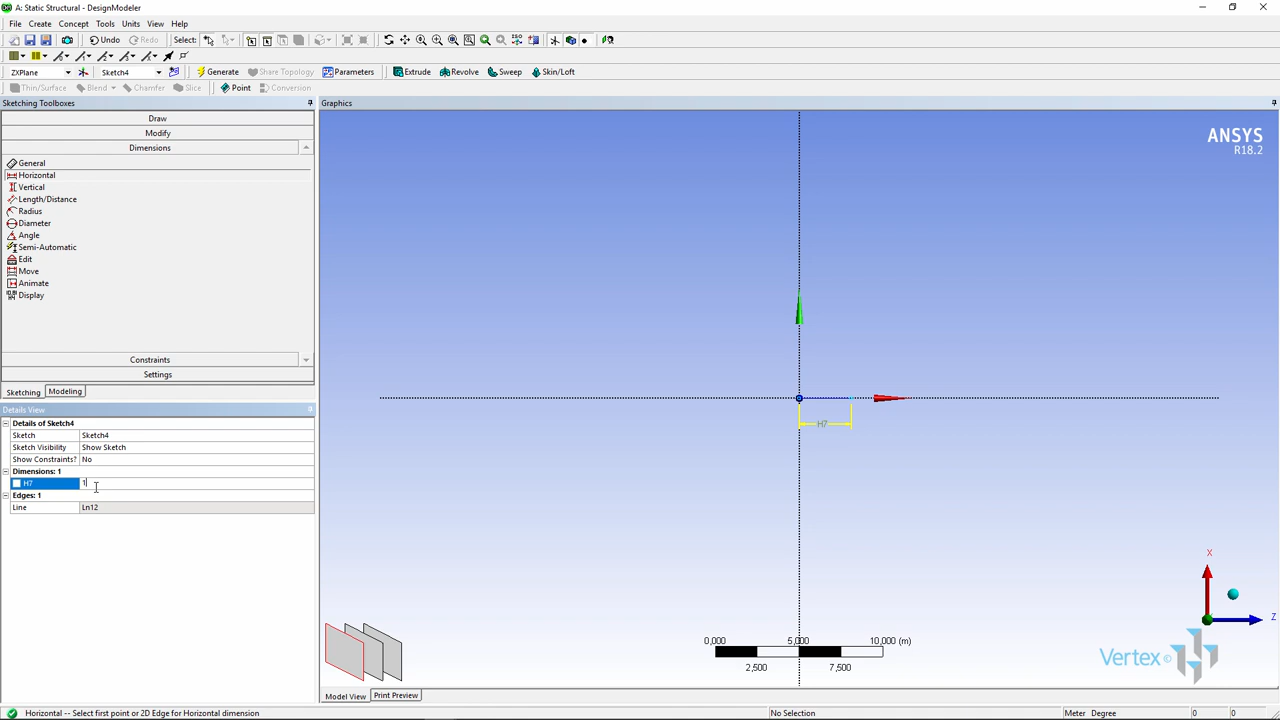 A: Static Structural - DesignModeler
File Create Concept Tools Units View Help
Undo Redo Select:
ZXPlane Sketch4 Generate Share Topology Parameters Extrude Revolve Sweep Skin/Loft
Thin/Surface Blend Chamfer Slice Point Conversion
Sketching Toolboxes
Draw
Modify
Dimensions
General
Horizontal
Vertical
Length/Distance
Radius
Diameter
Angle
Semi-Automatic
Edit
Move
Animate
Display
Constraints
Settings
Sketching Modeling
Details View
Details of Sketch4
Sketch Sketch4
Sketch Visibility Show Sketch
Show Constraints? No
Dimensions: 1
H7 1
Edges: 1
Line Ln12
Graphics
ANSYS
R18.2
H7
X
Z
0,000 5,000 10,000 (m)
2,500 7,500
Vertex ©
Model View Print Preview
Horizontal -- Select first point or 2D Edge for Horizontal dimension No Selection Meter Degree 0 0